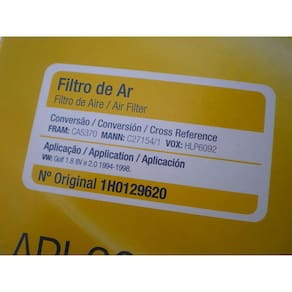 Filtro de Ar
Filtro de Aire / Air Filter
Conversão / Conversión / Cross Reference
FRAM: CA5370 MANN: C27154/1 VOX: HLP6092
Aplicação / Application / Aplicación
VW: Golf 1.8 8V e 2.0 1994-1998.
Nº Original 1H0129620